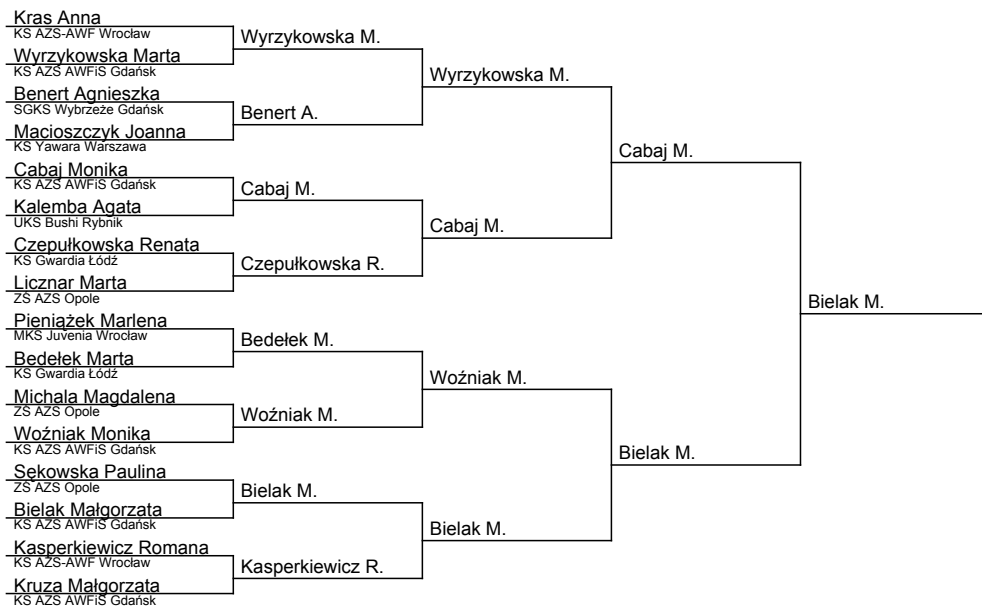 Kras Anna
KS AZS-AWF Wrocław
Wyrzykowska Marta
KS AZS AWFiS Gdańsk
Benert Agnieszka
SGKS Wybrzeże Gdańsk
Macioszczyk Joanna
KS Yawara Warszawa
Cabaj Monika
KS AZS AWFiS Gdańsk
Kalemba Agata
UKS Bushi Rybnik
Czepułkowska Renata
KS Gwardia Łódź
Licznar Marta
ZŚ AZS Opole
Pieniążek Marlena
MKS Juvenia Wrocław
Bedełek Marta
KS Gwardia Łódź
Michala Magdalena
ZŚ AZS Opole
Woźniak Monika
KS AZS AWFiS Gdańsk
Sękowska Paulina
ZŚ AZS Opole
Bielak Małgorzata
KS AZS AWFiS Gdańsk
Kasperkiewicz Romana
KS AZS-AWF Wrocław
Kruza Małgorzata
KS AZS AWFiS Gdańsk
Wyrzykowska M.
Benert A.
Cabaj M.
Czepułkowska R.
Bedełek M.
Woźniak M.
Bielak M.
Kasperkiewicz R.
Wyrzykowska M.
Cabaj M.
Woźniak M.
Bielak M.
Cabaj M.
Bielak M.
Bielak M.